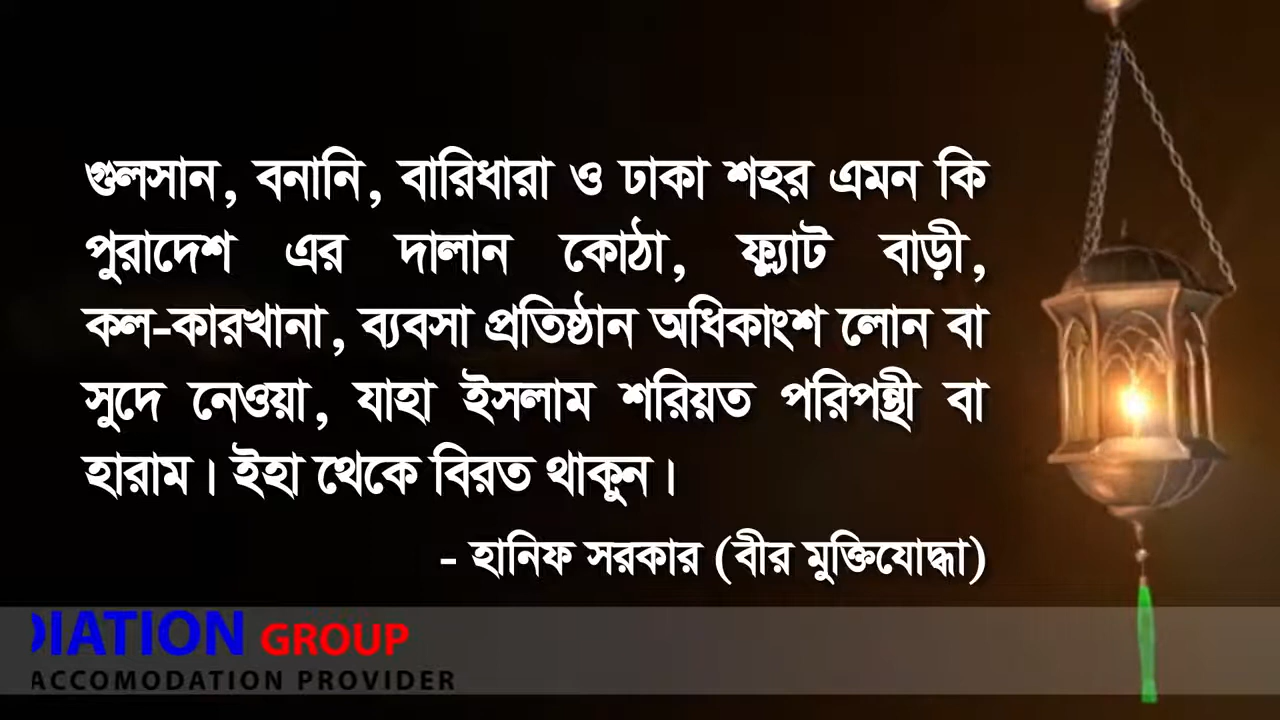 গুলসান, বনানি, বারিধারা ও ঢাকা শহর এমন কি
পুরাদেশ এর দালান কোঠা, ফ্ল্যাট বাড়ী,
কল-কারখানা, ব্যবসা প্রতিষ্ঠান অধিকাংশ লোন বা
সুদে নেওয়া, যাহা ইসলাম শরিয়ত পরিপন্থী বা
হারাম। ইহা থেকে বিরত থাকুন।
- হানিফ সরকার (বীর মুক্তিযোদ্ধা)
DIATION GROUP
ACCOMODATION PROVIDER